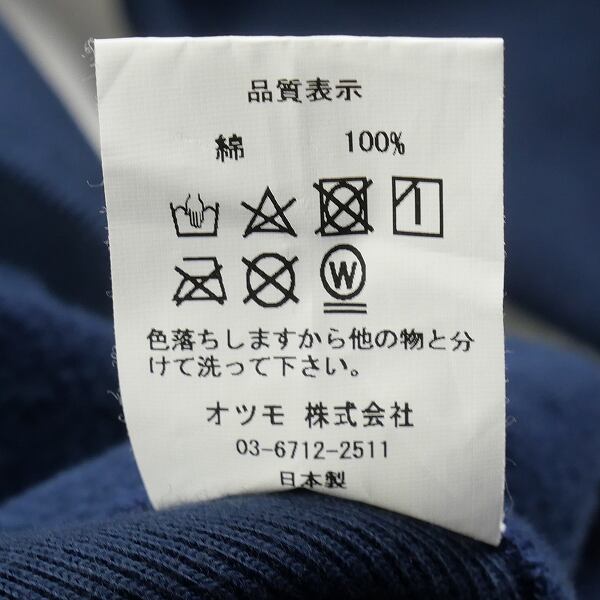 品質表示
綿 100%
W
色落ちしますから他の物と分
けて洗って下さい。
オツモ 株式会社
03-6712-2511
日本製